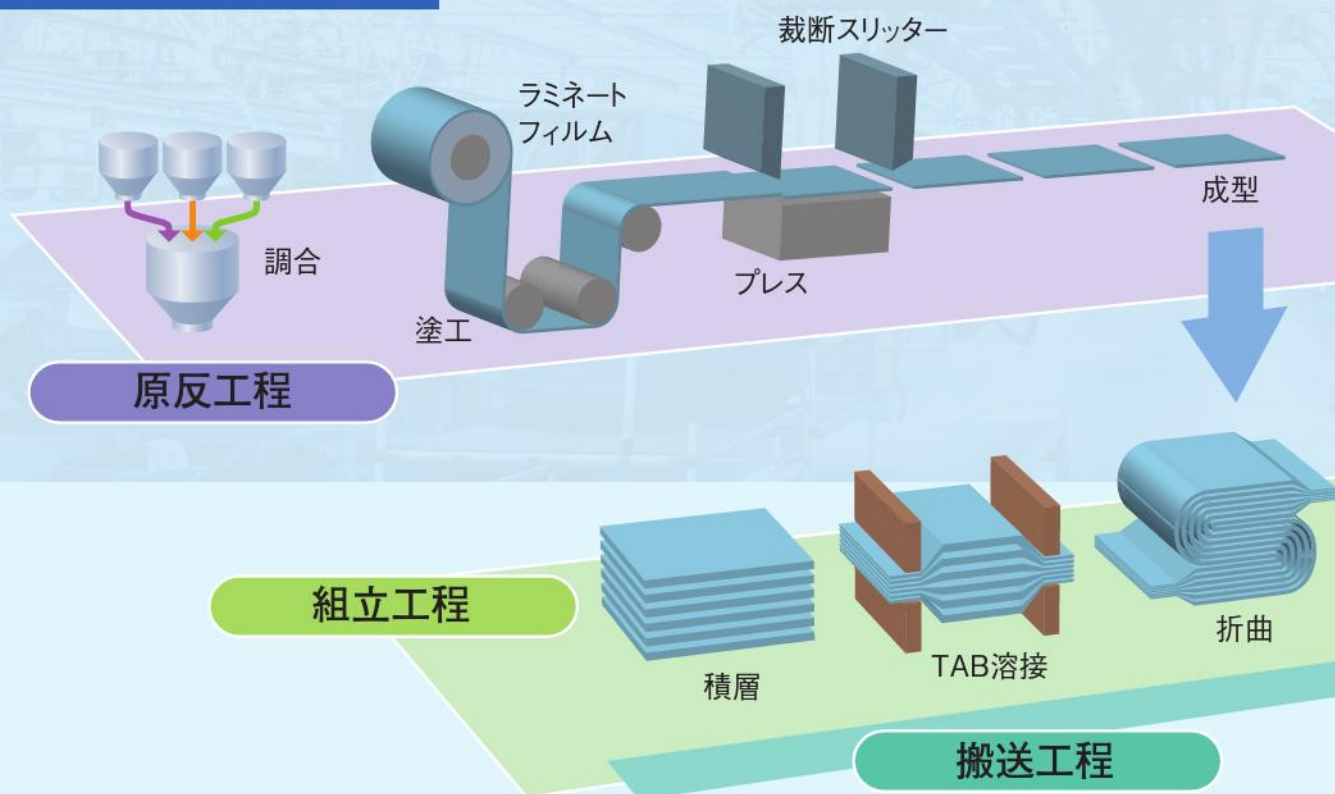 裁断スリッター
ラミネート
フィルム
成型
調合
プレス
塗工
原反工程
組立工程
積層
TAB溶接
折曲
搬送工程